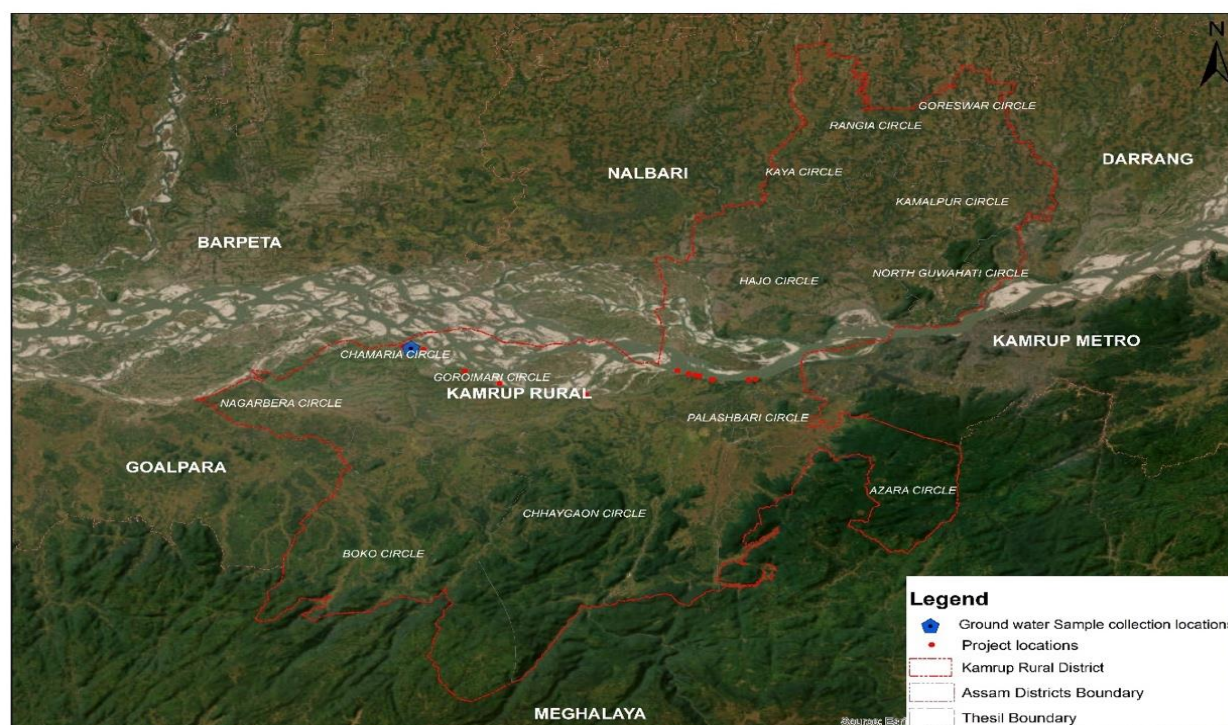 N
GORESWAR CIRCLE
RANGIA CIRCLE
DARRANG
NALBARI
KAYA CIRCLE
KAMALPUR CIRCLE
BARPETA
NORTH GUWAHATI CIRCLE
HAJO CIRCLE
KAMRUP METRO
CHAMARIA CIRCLE
GOROIMARI CIRCLE
KAMRUP RURAL
NAGARBERA CIRCLE
PALASHBARI CIRCLE
GOALPARA
AZARA CIRCLE
CHHAYGAON CIRCLE
BOKO CIRCLE
Legend
Ground water Sample collection locations
Project locations
Kamrup Rural District
Assam Districts Boundary
Thesil Boundary
MEGHALAYA